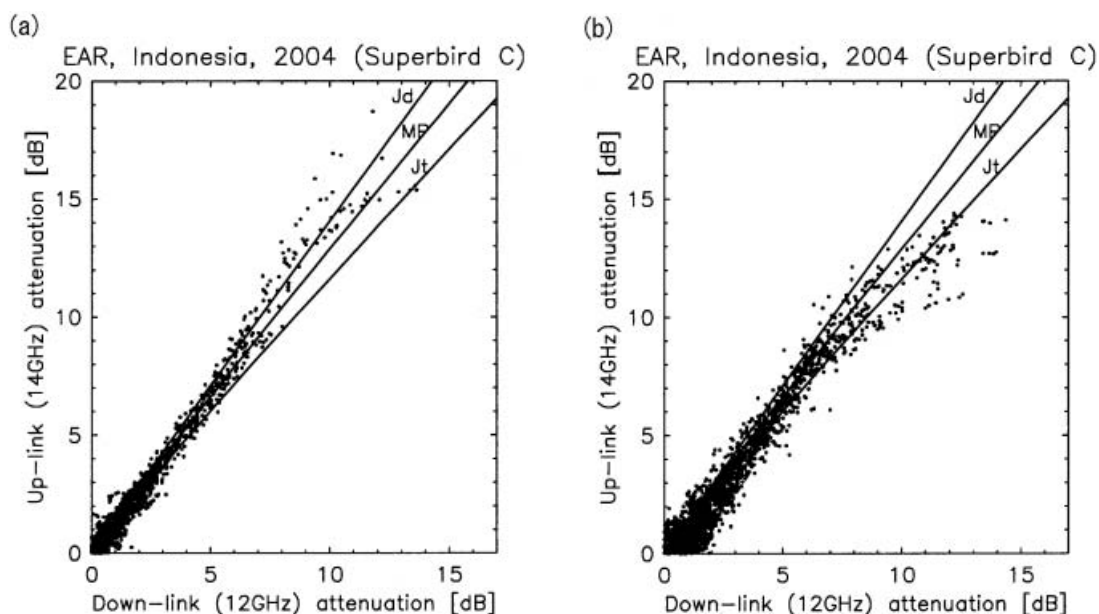 (a)
EAR, Indonesia, 2004 (Superbird C)
20
15
10
5
0
Up-link (14GHz) attenuation [dB]
Jd
MP
Jt
0 5 10 15
Down-link (12GHz) attenuation [dB]
(b)
EAR, Indonesia, 2004 (Superbird C)
20
15
10
5
0
Up-link (14GHz) attenuation [dB]
Jd
MP
Jt
0 5 10 15
Down-link (12GHz) attenuation [dB]